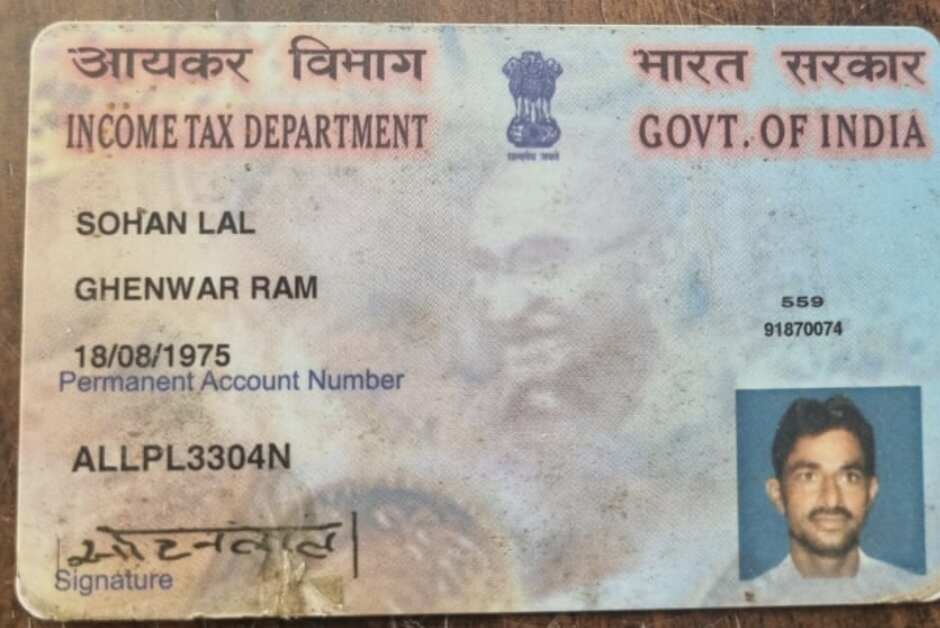 आयकर विभाग भारत सरकार
INCOME TAX DEPARTMENT GOVT. OF INDIA
सत्यमेव जयते
SOHAN LAL
GHENWAR RAM
559
91870074
18/08/1975
Permanent Account Number
ALLPL3304N
सोहनलाल
Signature